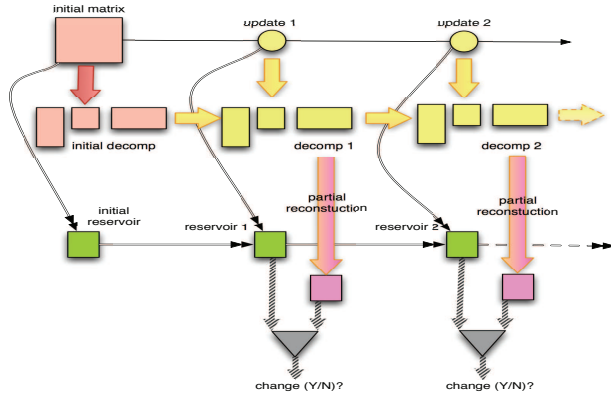 initial matrix
update 1
update 2
initial decomp
decomp 1
decomp 2
partial
reconstuction
partial
reconstuction
initial
reservoir
reservoir 1
reservoir 2
change (Y/N)?
change (Y/N)?